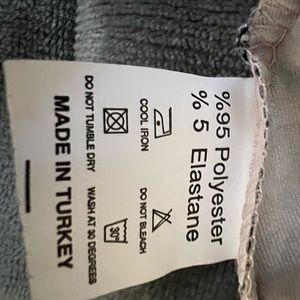 %95 Polyester
% 5 Elastane
COOL IRON
DO NOT BLEACH
DO NOT TUMBLE DRY
WASH AT 30 DEGREES
30°
MADE IN TURKEY